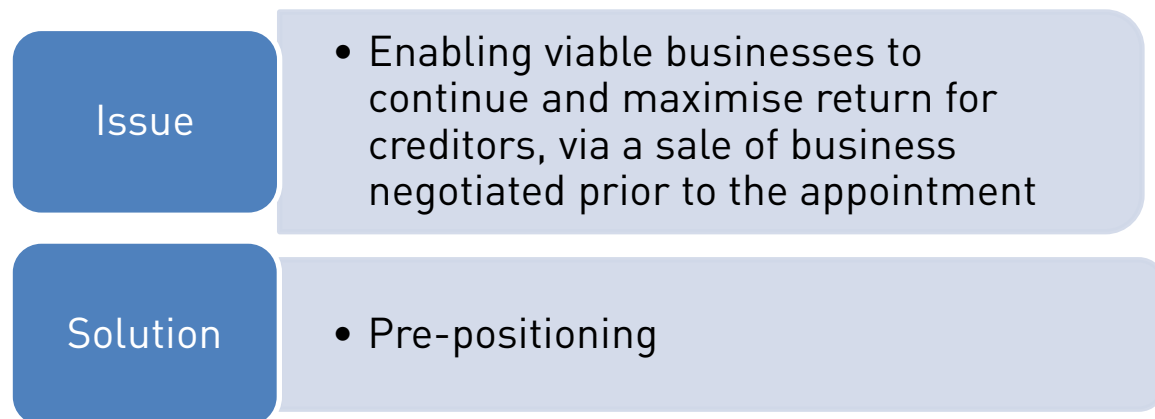 Issue
• Enabling viable businesses to
continue and maximise return for
creditors, via a sale of business
negotiated prior to the appointment
Solution
• Pre-positioning